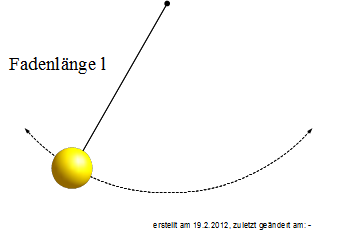 Fadenlänge l
erstellt am 19.2.2012, zuletzt geändert am: -